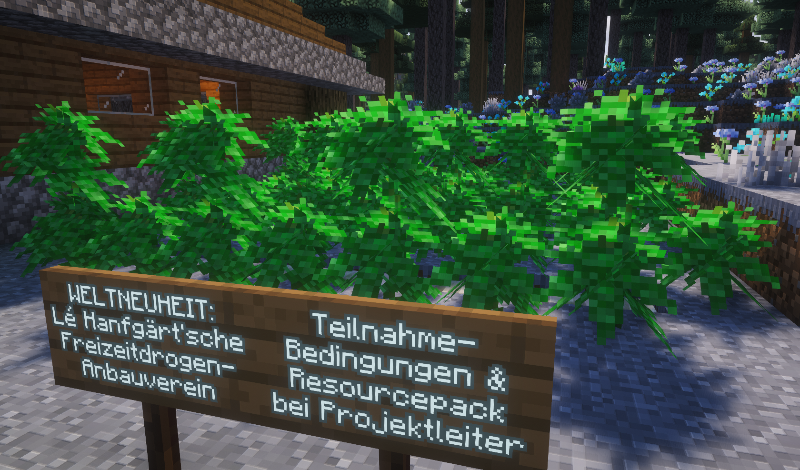 WELTNEUHEIT:
Lé Hanfgärt'sche
Freizeitdrogen-
Anbauverein
Teilnahme-
Bedingungen &
Resourcepack
bei Projektleiter